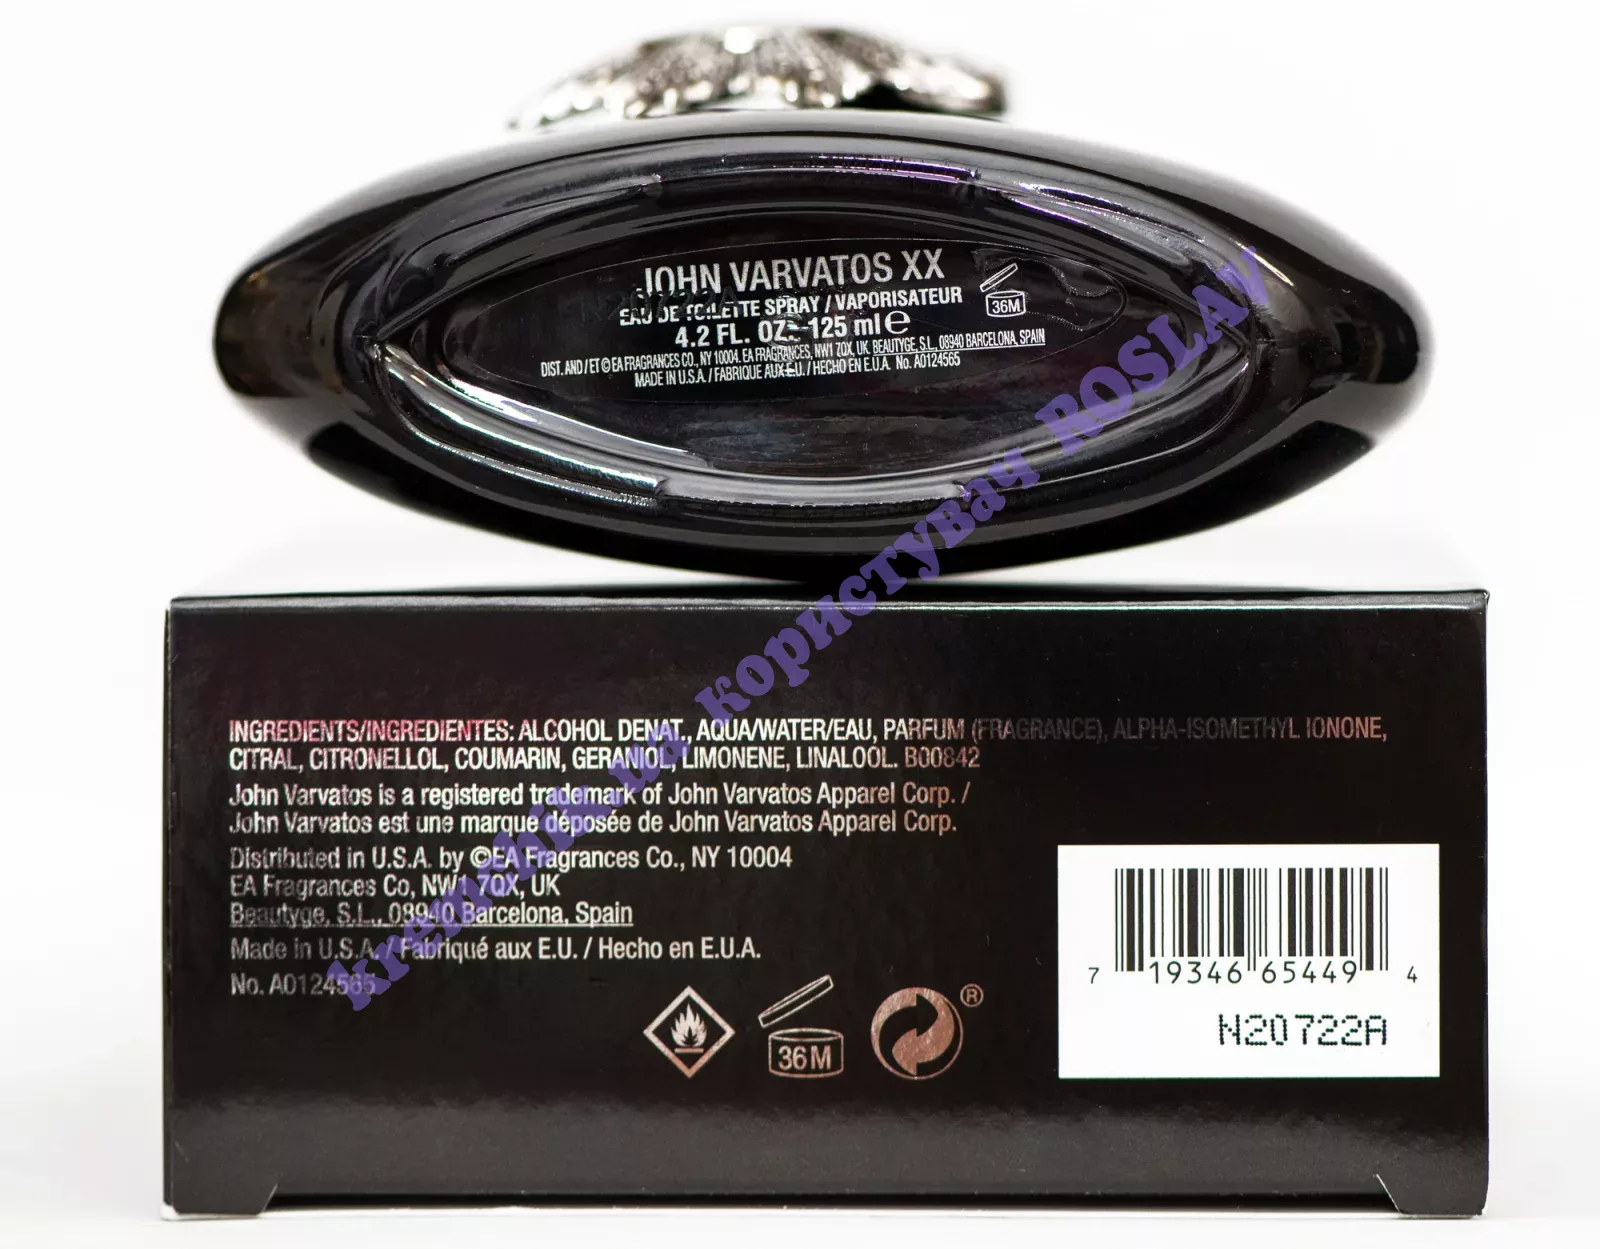 JOHN VARVATOS XX
EAU DE TOILETTE SPRAY / VAPORISATEUR
4.2 FL. OZ. 125 ml ℮
36M
DIST. AND / ET © EA FRAGRANCES CO., NY 10004. EA FRAGRANCES, NW1 7QX, UK. BEAUTYGE, S.L., 08940 BARCELONA, SPAIN
MADE IN U.S.A. / FABRIQUÉ AUX E.U. / HECHO EN E.U.A. No. A0124565
N20722A
kremchik.ua користувач ROSLAV
INGREDIENTS/INGREDIENTES: ALCOHOL DENAT., AQUA/WATER/EAU, PARFUM (FRAGRANCE), ALPHA-ISOMETHYL IONONE,
CITRAL, CITRONELLOL, COUMARIN, GERANIOL, LIMONENE, LINALOOL. B00842
John Varvatos is a registered trademark of John Varvatos Apparel Corp. /
John Varvatos est une marque déposée de John Varvatos Apparel Corp.
Distributed in U.S.A. by ©EA Fragrances Co., NY 10004
EA Fragrances Co, NW1 7QX, UK
Beautyge, S.L., 08940 Barcelona, Spain
Made in U.S.A. / Fabriqué aux E.U. / Hecho en E.U.A.
No. A0124565
36M
®
7 19346 65449 4
N20722A